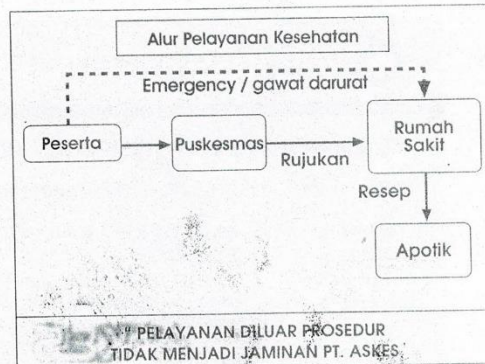 Alur Pelayanan Kesehatan
Emergency / gawat darurat
Peserta
Puskesmas
Rujukan
Rumah
Sakit
Resep
Apotik
" PELAYANAN DILUAR PROSEDUR
TIDAK MENJADI JAMINAN PT. ASKES